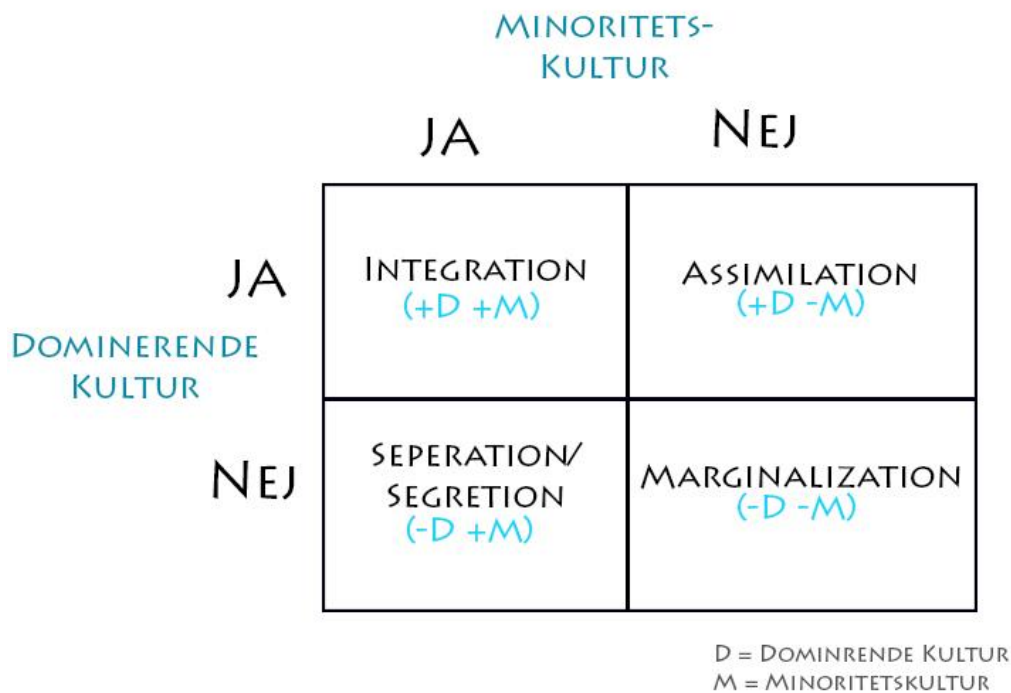 Minoritets-
Kultur
Ja
Nej
Ja
Integration
(+D +M)
Assimilation
(+D -M)
Dominerende
Kultur
Nej
Seperation/
Segretion
(-D +M)
Marginalization
(-D -M)
D = Dominrende Kultur
M = Minoritetskultur